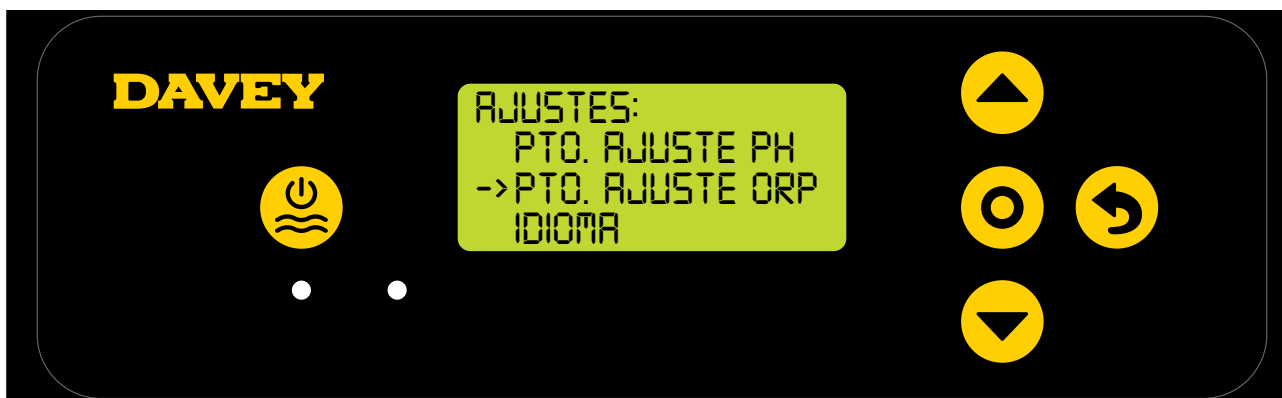 DAVEY
AJUSTES:
PTO. AJUSTE PH
->PTO. AJUSTE ORP
IDIOMA